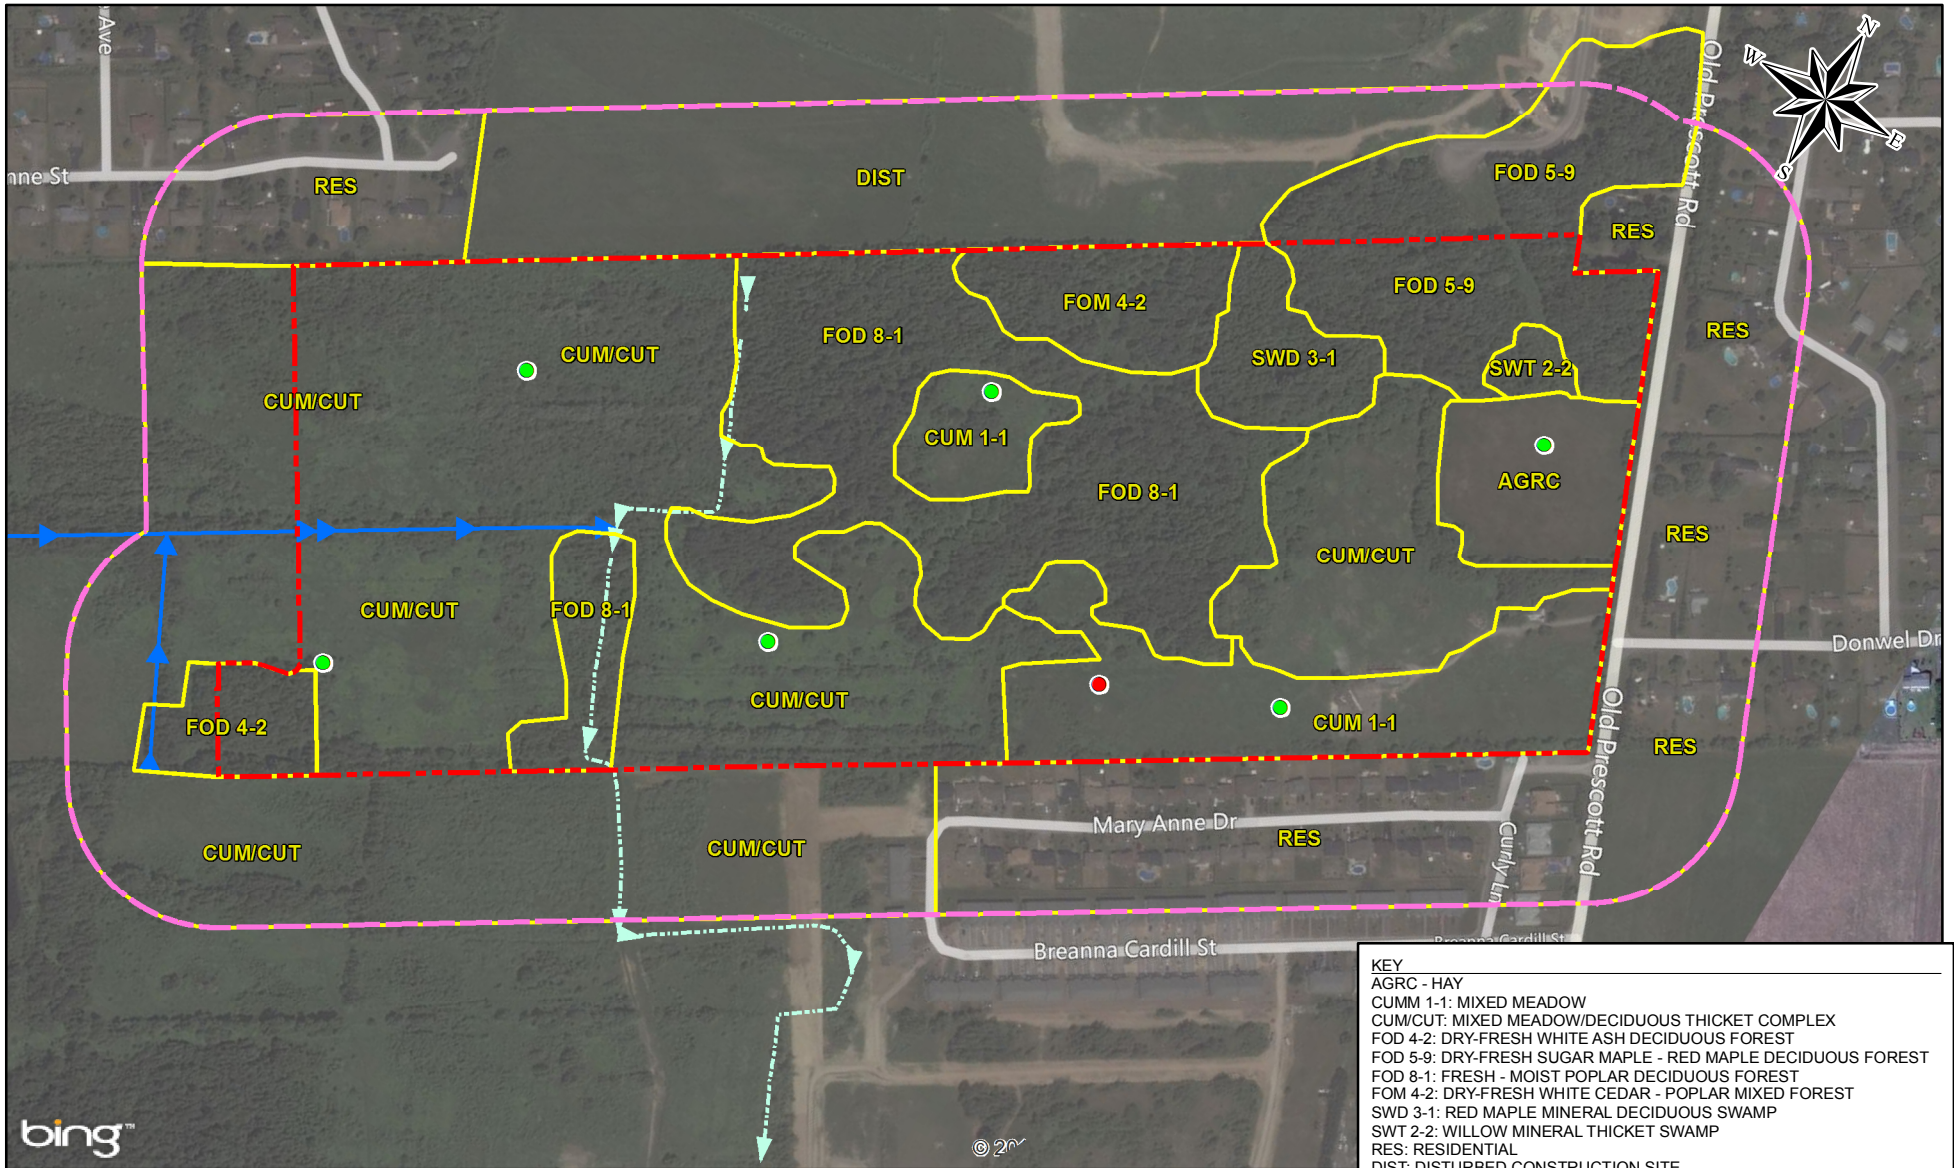 Ave
N
W
E
S
Old Prescott Rd
nne St
RES
DIST
FOD 5-9
RES
FOM 4-2
FOD 5-9
FOD 8-1
RES
CUM/CUT
SWD 3-1
SWT 2-2
CUM/CUT
CUM 1-1
AGRC
FOD 8-1
RES
CUM/CUT
CUM/CUT
FOD 8-1
Donwel Dr
CUM/CUT
FOD 4-2
CUM 1-1
Old Prescott Rd
RES
Mary Anne Dr
RES
CUM/CUT
CUM/CUT
Curly Ln
Breanna Cardill St
Breanna Cardill St
KEY
AGRC - HAY
CUMM 1-1: MIXED MEADOW
CUM/CUT: MIXED MEADOW/DECIDUOUS THICKET COMPLEX
FOD 4-2: DRY-FRESH WHITE ASH DECIDUOUS FOREST
FOD 5-9: DRY-FRESH SUGAR MAPLE - RED MAPLE DECIDUOUS FOREST
FOD 8-1: FRESH - MOIST POPLAR DECIDUOUS FOREST
FOM 4-2: DRY-FRESH WHITE CEDAR - POPLAR MIXED FOREST
SWD 3-1: RED MAPLE MINERAL DECIDUOUS SWAMP
SWT 2-2: WILLOW MINERAL THICKET SWAMP
RES: RESIDENTIAL
DIST: DISTURBED CONSTRUCTION SITE
bing™
©